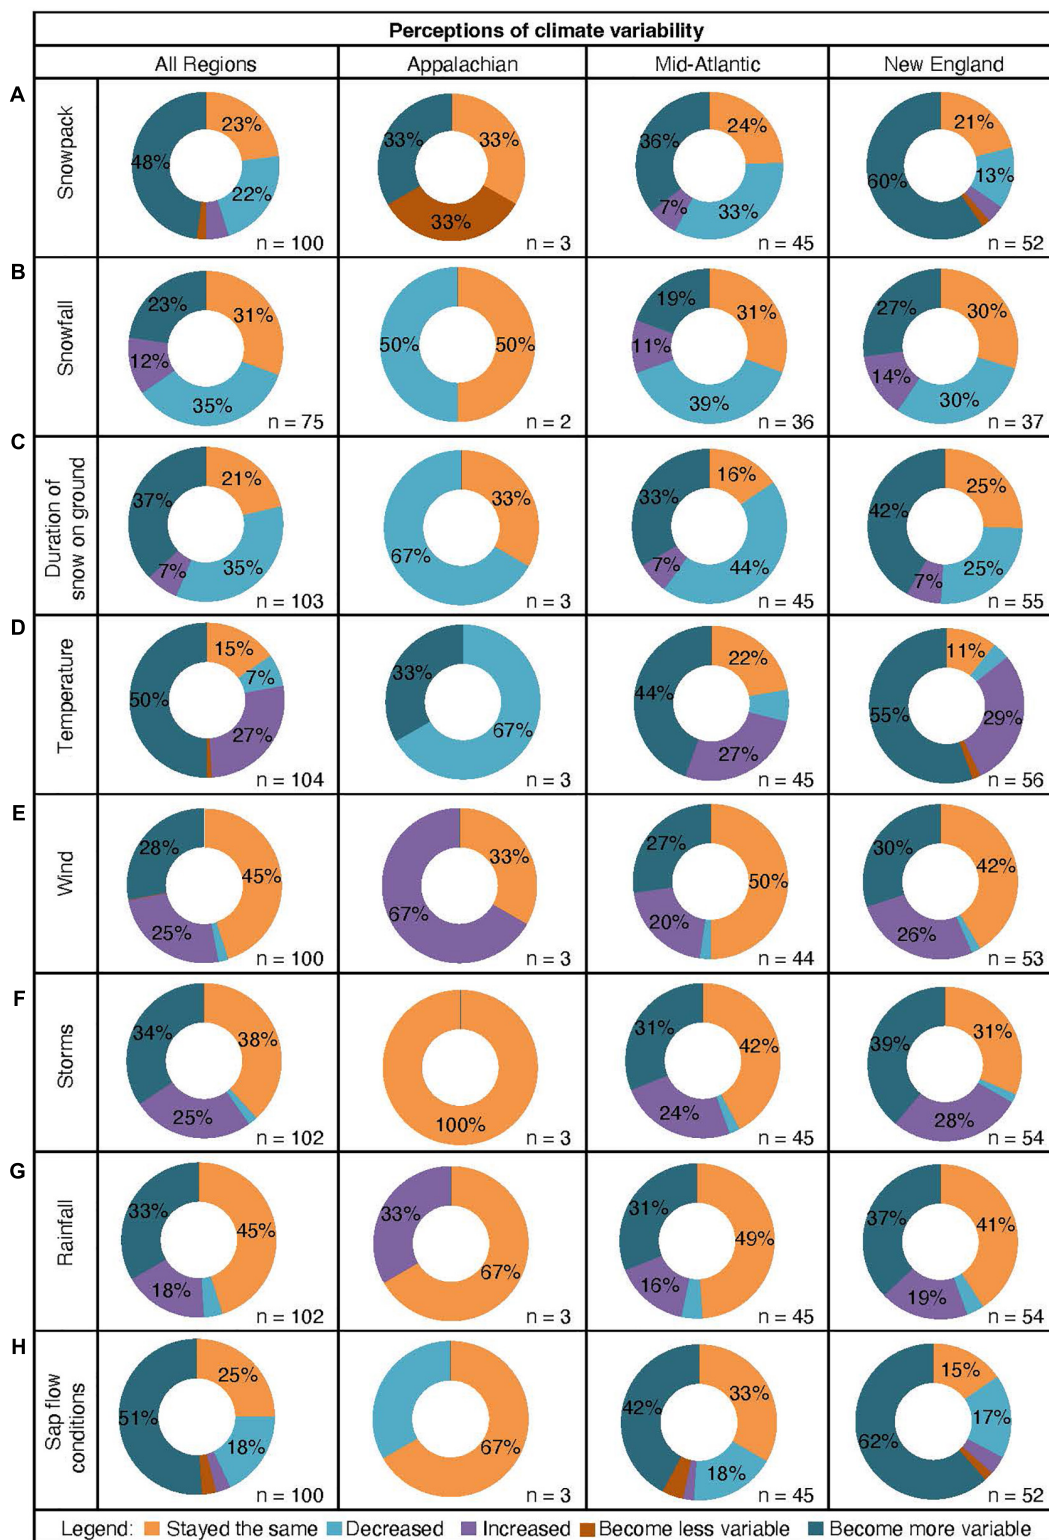 Perceptions of climate variability
All Regions Appalachian Mid-Atlantic New England
A
Snowpack
23%
48%
22%
n = 100
33% 33%
33%
n = 3
24%
36%
7% 33%
n = 45
21%
60% 13%
n = 52
B
Snowfall
23% 31%
12%
35%
n = 75
50% 50%
n = 2
19% 31%
11%
39%
n = 36
27% 30%
14%
30%
n = 37
C
Duration of
snow on ground
21%
37%
7% 35%
n = 103
33%
67%
n = 3
16%
33%
7% 44%
n = 45
25%
42%
7% 25%
n = 55
D
Temperature
15%
7%
50%
27%
n = 104
33%
67%
n = 3
22%
44%
27%
n = 45
11%
55% 29%
n = 56
E
Wind
28%
45%
25%
n = 100
33%
67%
n = 3
27%
50%
20%
n = 44
30% 42%
26%
n = 53
F
Storms
34% 38%
25%
n = 102
100%
n = 3
31% 42%
24%
n = 45
39% 31%
28%
n = 54
G
Rainfall
33% 45%
18%
n = 102
33%
67%
n = 3
31% 49%
16%
n = 45
37% 41%
19%
n = 54
H
Sap flow
conditions
25%
51%
18%
n = 100
67%
n = 3
33%
42%
18%
n = 45
15%
17%
62%
n = 52
Legend: Stayed the same Decreased Increased Become less variable Become more variable